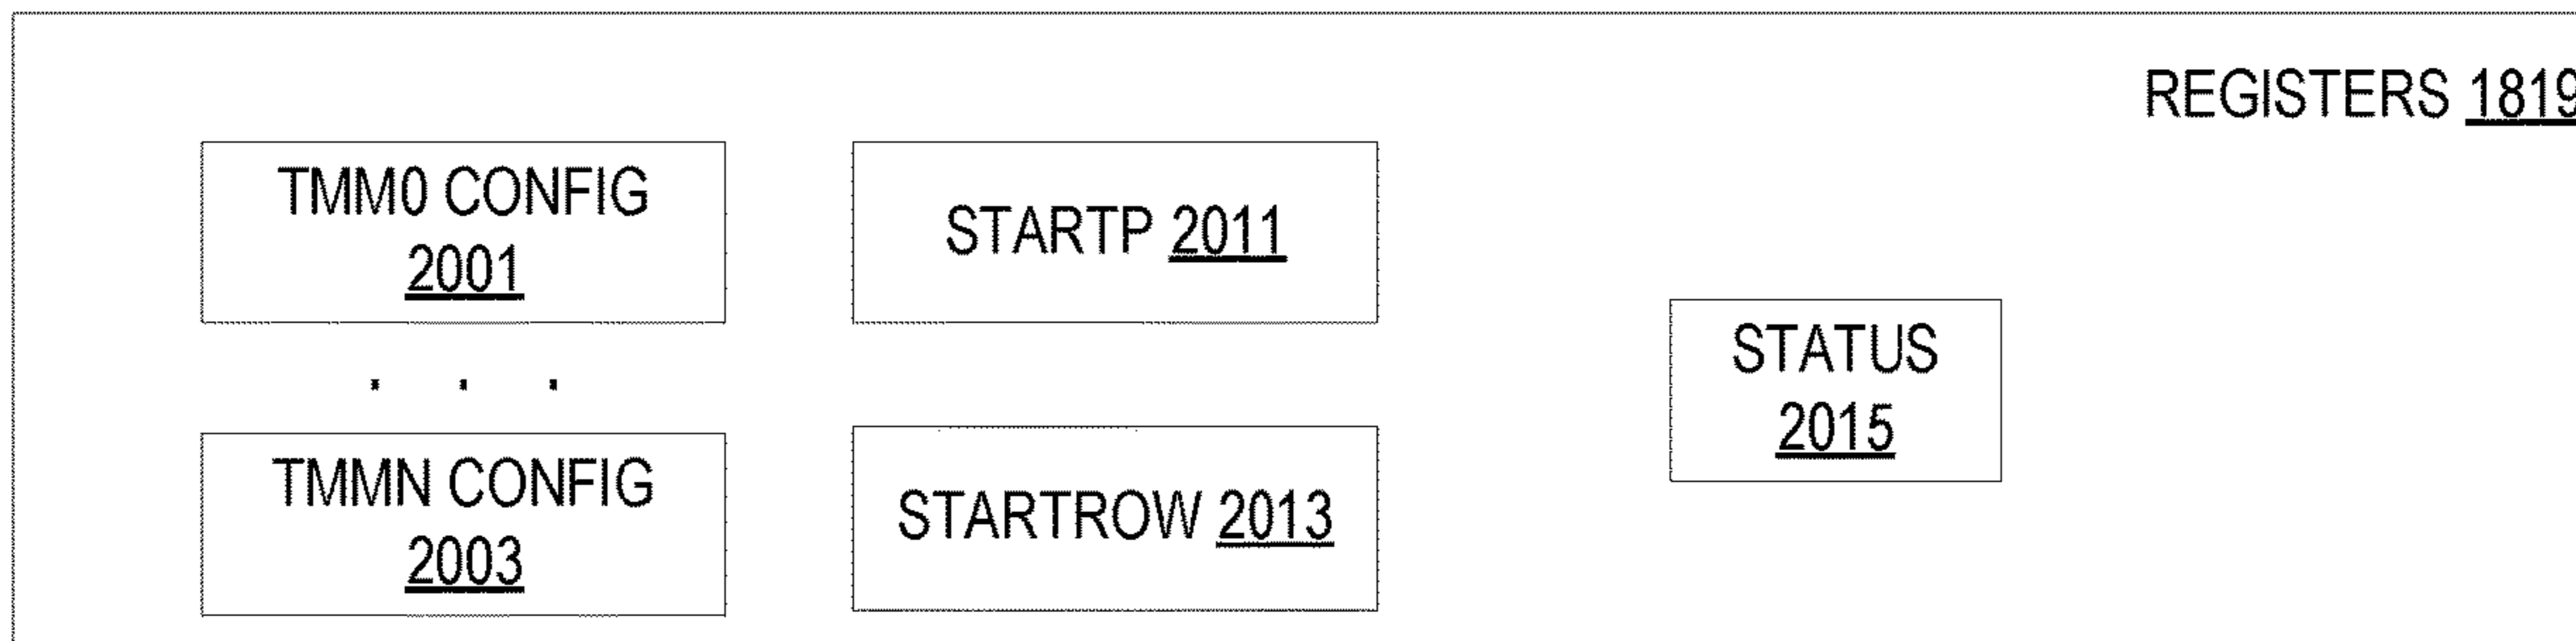 REGISTERS 1819
TMM0 CONFIG
2001
STARTP 2011
STATUS
2015
. . .
TMMN CONFIG
2003
STARTROW 2013